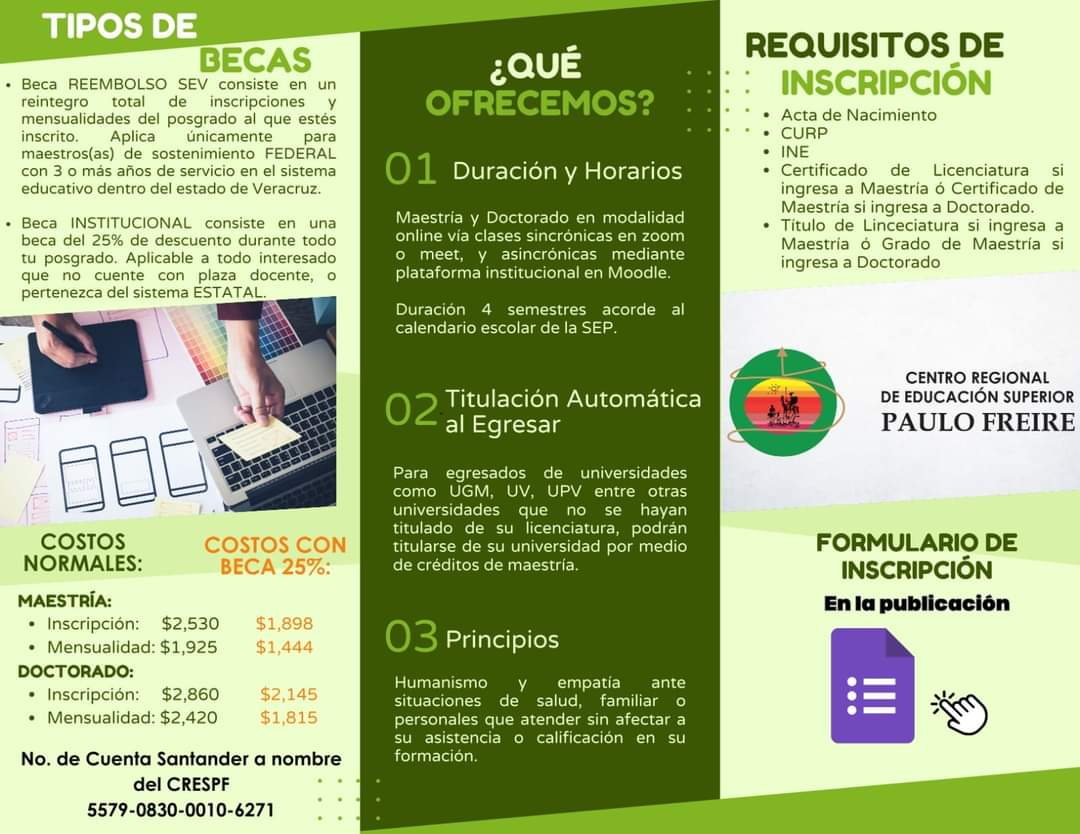 TIPOS DE
BECAS
• Beca REEMBOLSO SEV consiste en un
reintegro total de inscripciones y
mensualidades del posgrado al que estés
inscrito. Aplica únicamente para
maestros(as) de sostenimiento FEDERAL
con 3 o más años de servicio en el sistema
educativo dentro del estado de Veracruz.
• Beca INSTITUCIONAL consiste en una
beca del 25% de descuento durante todo
tu posgrado. Aplicable a todo interesado
que no cuente con plaza docente, o
pertenezca del sistema ESTATAL.
COSTOS
NORMALES:
COSTOS CON
BECA 25%:
MAESTRÍA:
• Inscripción: $2,530 $1,898
• Mensualidad: $1,925 $1,444
DOCTORADO:
• Inscripción: $2,860 $2,145
• Mensualidad: $2,420 $1,815
No. de Cuenta Santander a nombre
del CRESPF
5579-0830-0010-6271
¿QUÉ
OFRECEMOS?
01 Duración y Horarios
Maestría y Doctorado en modalidad
online vía clases sincrónicas en zoom
o meet, y asincrónicas mediante
plataforma institucional en Moodle.
Duración 4 semestres acorde al
calendario escolar de la SEP.
02 Titulación Automática
al Egresar
Para egresados de universidades
como UGM, UV, UPV entre otras
universidades que no se hayan
titulado de su licenciatura, podrán
titularse de su universidad por medio
de créditos de maestría.
03 Principios
Humanismo y empatía ante
situaciones de salud, familiar o
personales que atender sin afectar a
su asistencia o calificación en su
formación.
REQUISITOS DE
INSCRIPCIÓN
• Acta de Nacimiento
• CURP
• INE
• Certificado de Licenciatura si
ingresa a Maestría ó Certificado de
Maestría si ingresa a Doctorado.
• Título de Linceciatura si ingresa a
Maestría ó Grado de Maestría si
ingresa a Doctorado
CENTRO REGIONAL
DE EDUCACIÓN SUPERIOR
PAULO FREIRE
FORMULARIO DE
INSCRIPCIÓN
En la publicación